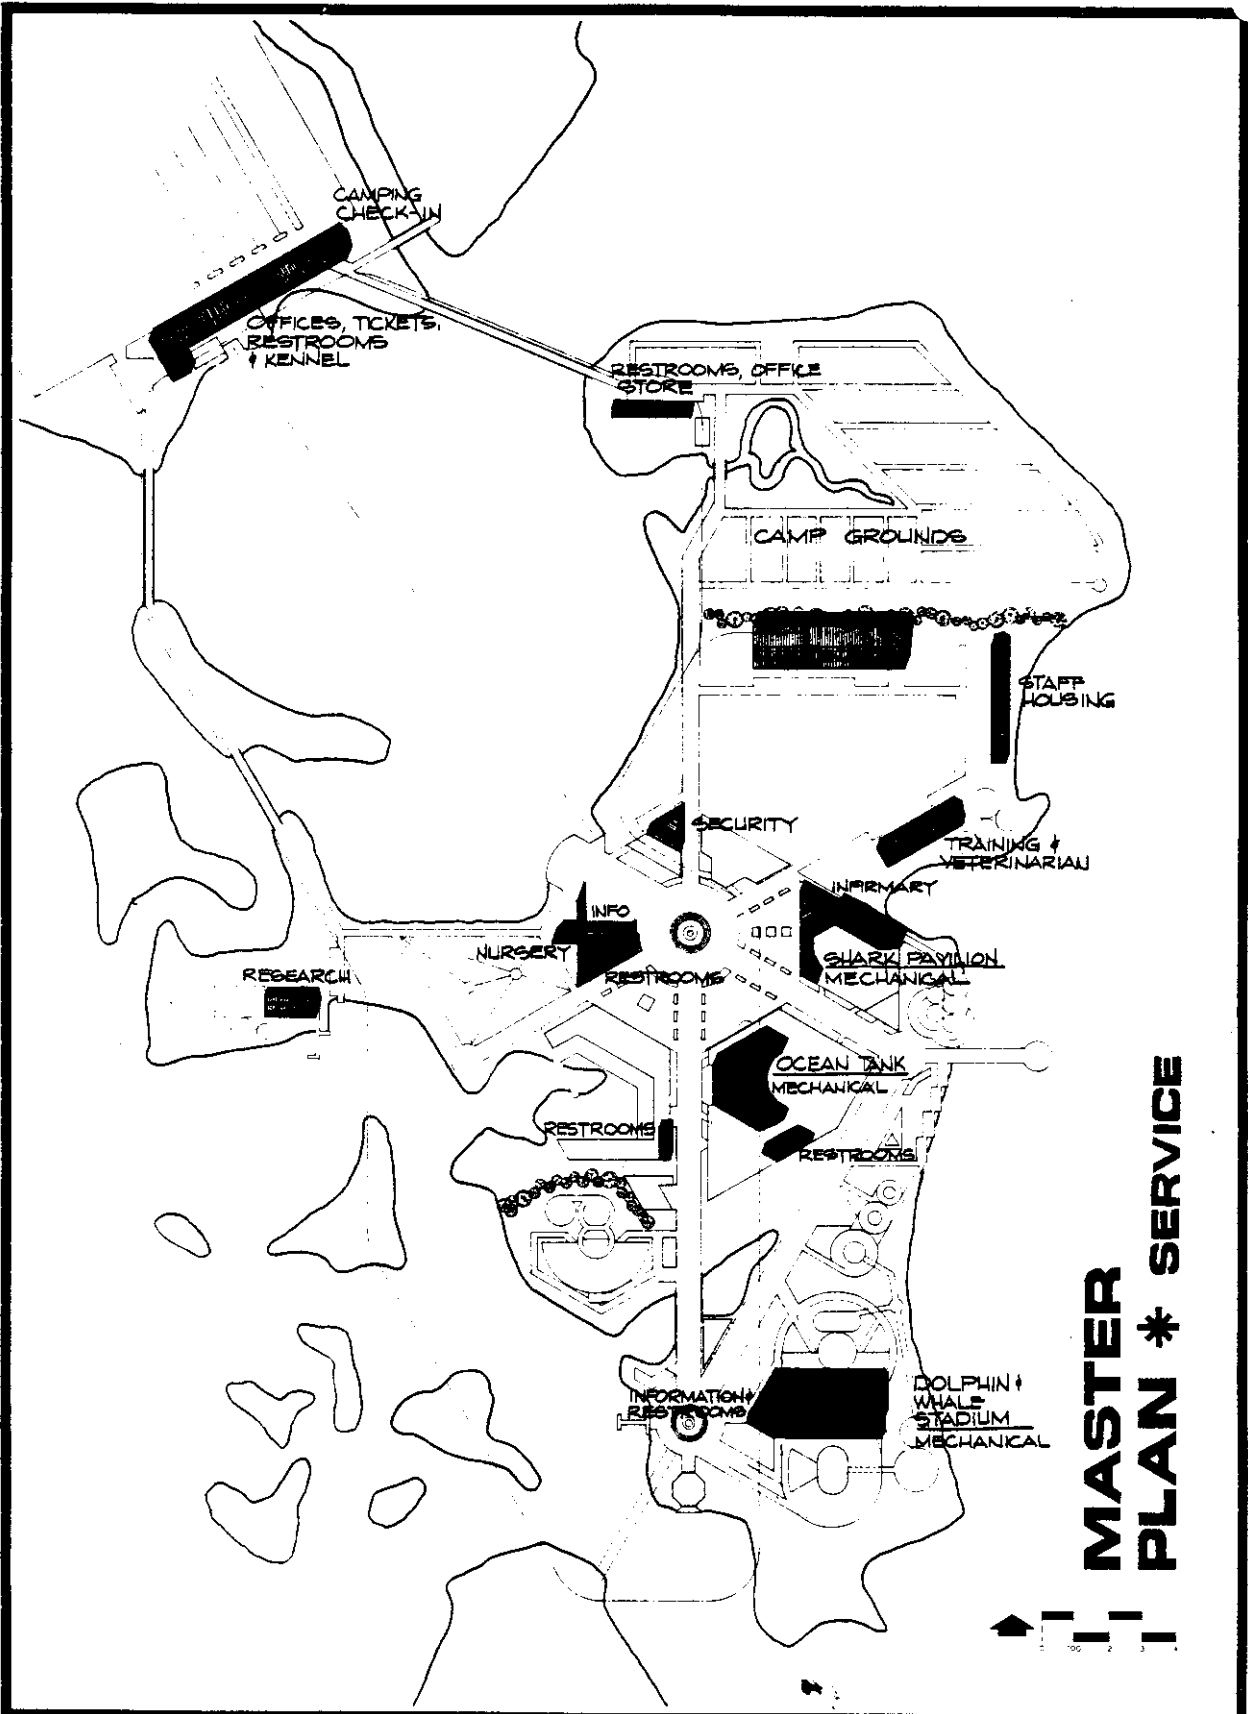 CAMPING
CHECK-IN
OFFICES, TICKETS,
RESTROOMS
& KENNEL
RESTROOMS, OFFICE
STORE
CAMP GROUNDS
STAFF
HOUSING
SECURITY
TRAINING &
VETERINARIAN
INFIRMARY
INFO
NURSERY
RESTROOMS
SHARK PAVILION
MECHANICAL
RESEARCH
OCEAN TANK
MECHANICAL
RESTROOMS
RESTROOMS
INFORMATION &
RESTROOMS
DOLPHIN &
WHALE
STADIUM
MECHANICAL
MASTER
PLAN * SERVICE